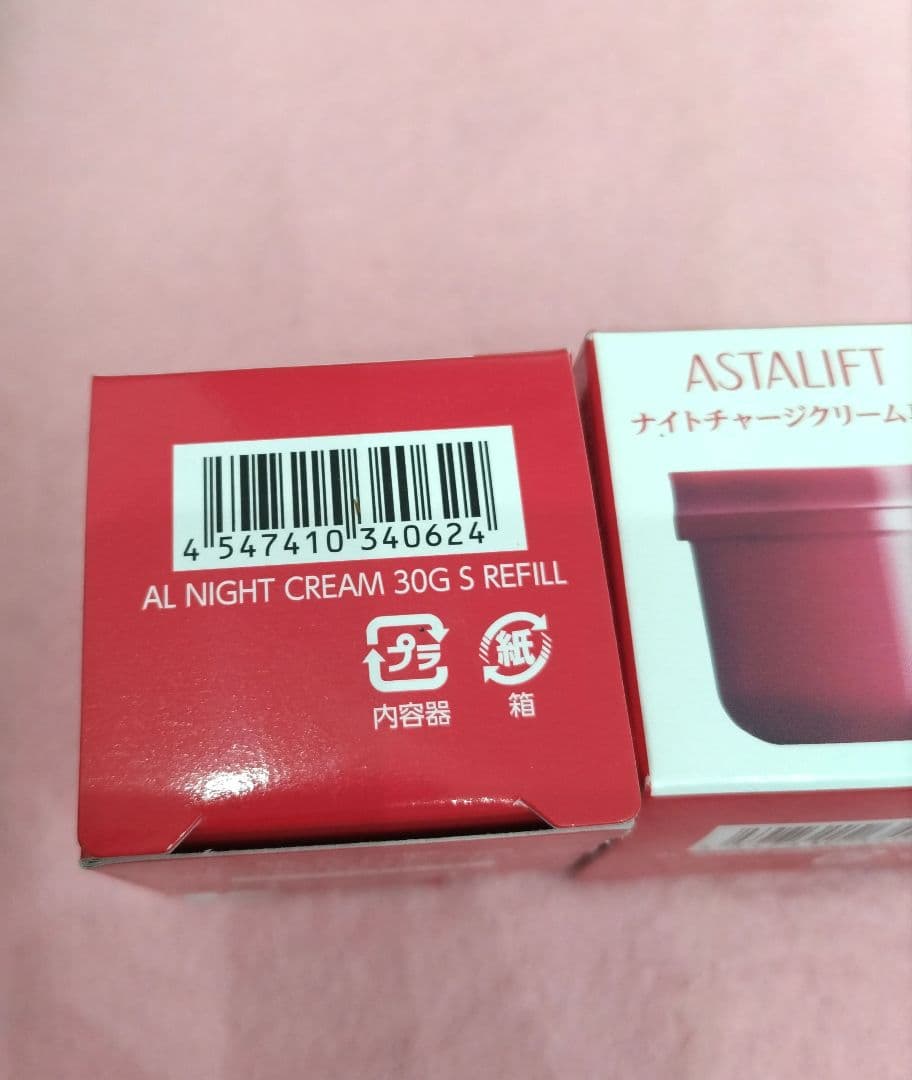 4 547410 340624
AL NIGHT CREAM 30G S REFILL
プラ
紙
内容器
箱
ASTALIFT
ナイトチャージクリーム